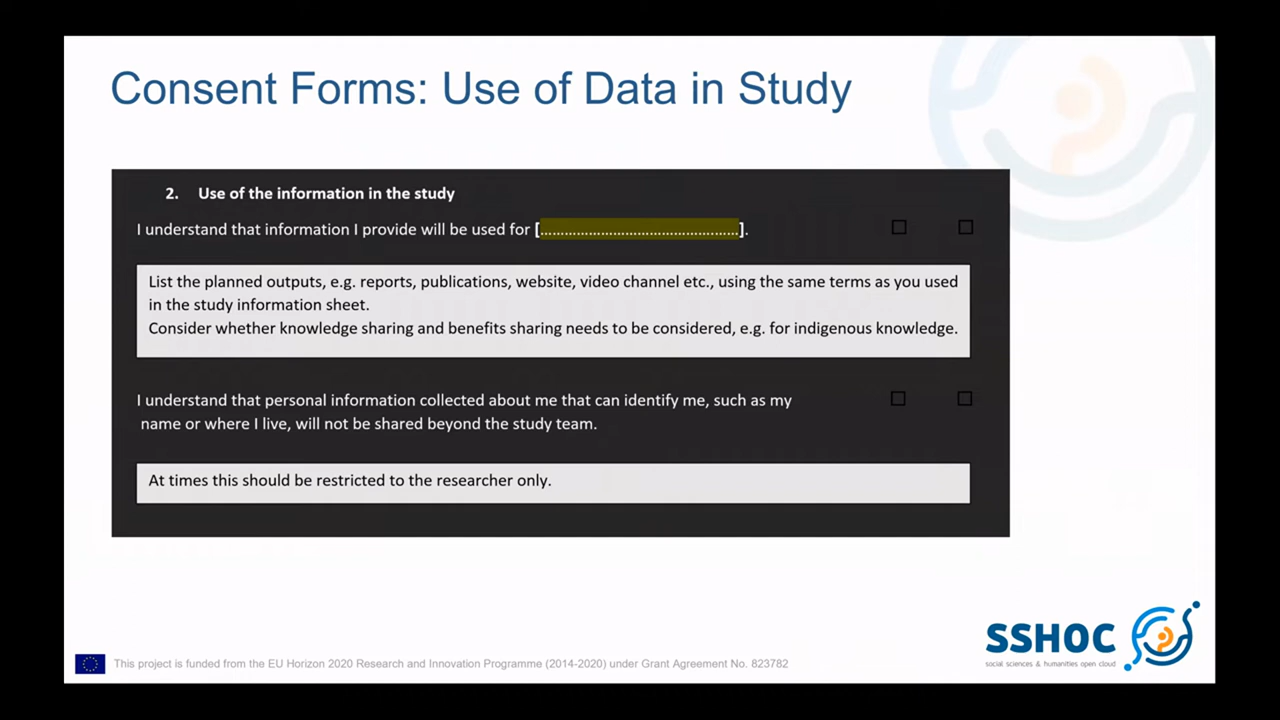 Consent Forms: Use of Data in Study
2. Use of the information in the study
I understand that information I provide will be used for [.............................................].
List the planned outputs, e.g. reports, publications, website, video channel etc., using the same terms as you used
in the study information sheet.
Consider whether knowledge sharing and benefits sharing needs to be considered, e.g. for indigenous knowledge.
I understand that personal information collected about me that can identify me, such as my
name or where I live, will not be shared beyond the study team.
At times this should be restricted to the researcher only.
SSHOC
social sciences & humanities open cloud
This project is funded from the EU Horizon 2020 Research and Innovation Programme (2014-2020) under Grant Agreement No. 823782